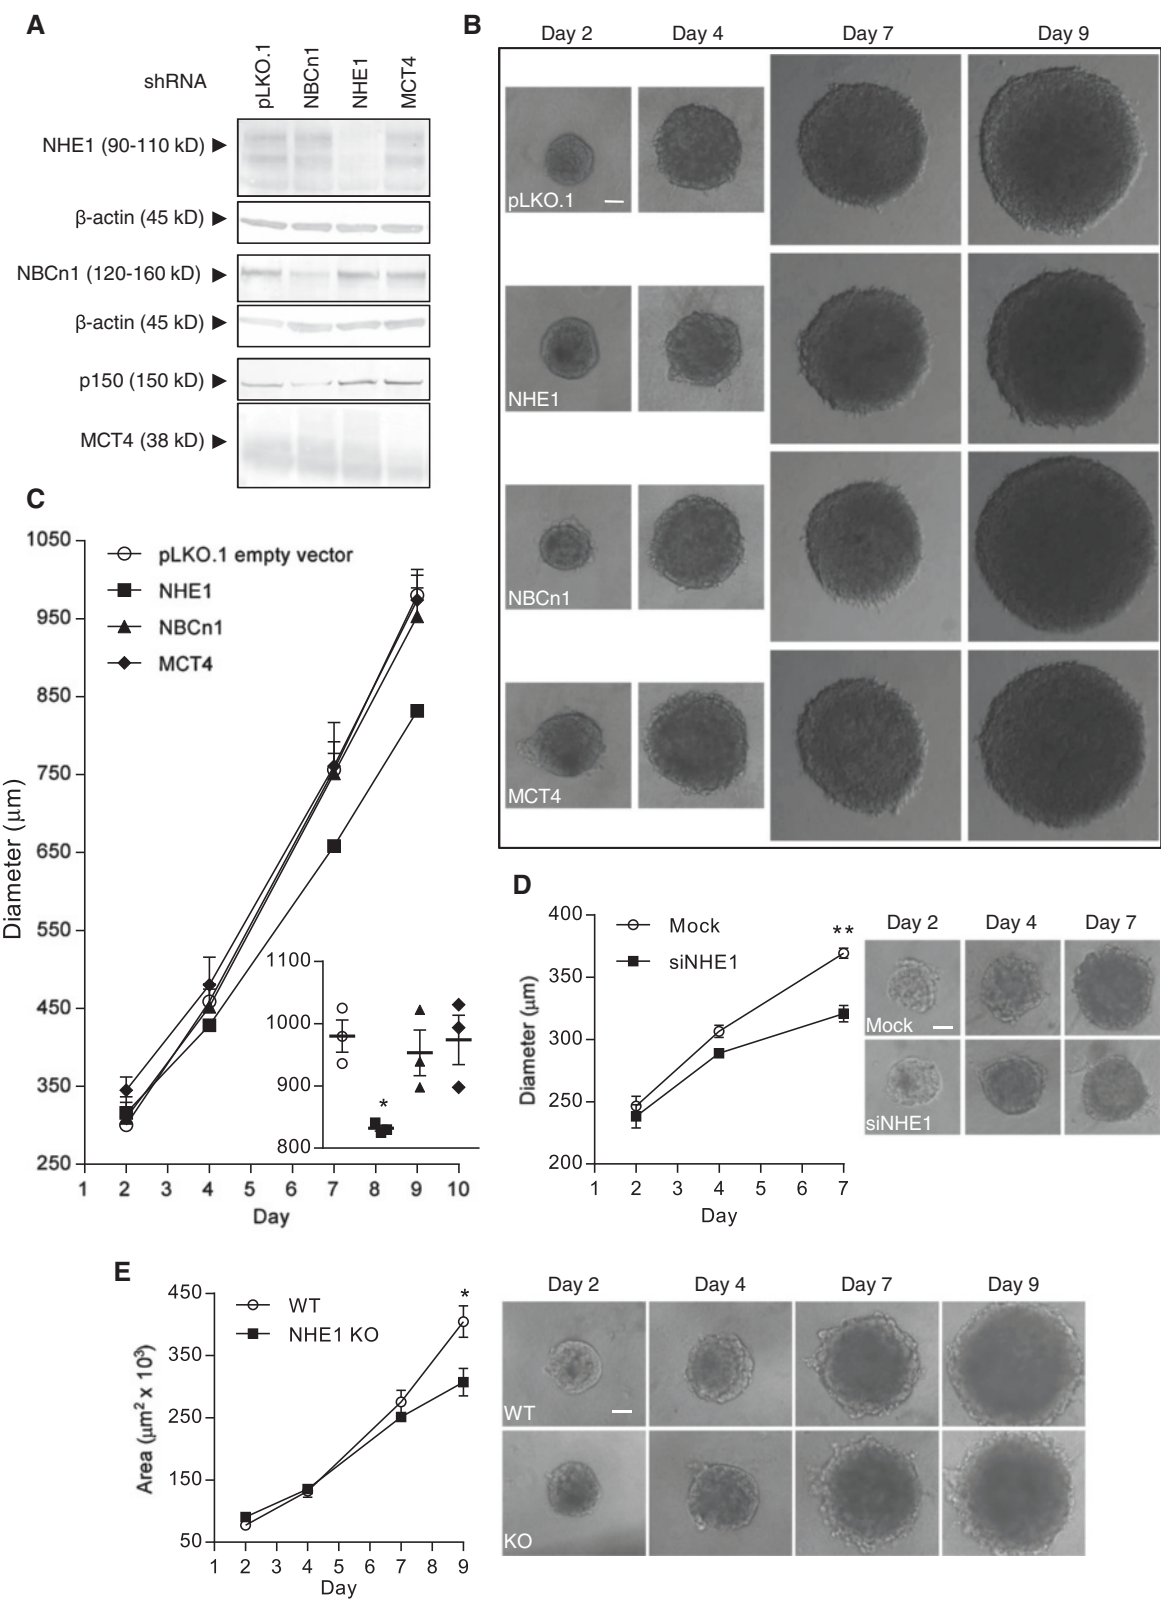 A
shRNA
pLKO.1
NBCn1
NHE1
MCT4
NHE1 (90-110 kD)
β-actin (45 kD)
NBCn1 (120-160 kD)
β-actin (45 kD)
p150 (150 kD)
MCT4 (38 kD)
B
Day 2 Day 4 Day 7 Day 9
pLKO.1
NHE1
NBCn1
MCT4
C
Diameter (μm)
1050
950
850
750
650
550
450
350
250
pLKO.1 empty vector
NHE1
NBCn1
MCT4
1100
1000
900
800
*
1 2 3 4 5 6 7 8 9 10
Day
D
Diameter (μm)
400
350
300
250
200
Mock
siNHE1
**
1 2 3 4 5 6 7
Day
Day 2 Day 4 Day 7
Mock
siNHE1
E
Area (μm² x 10³)
450
350
250
150
50
WT
NHE1 KO
*
1 2 3 4 5 6 7 8 9
Day
Day 2 Day 4 Day 7 Day 9
WT
KO